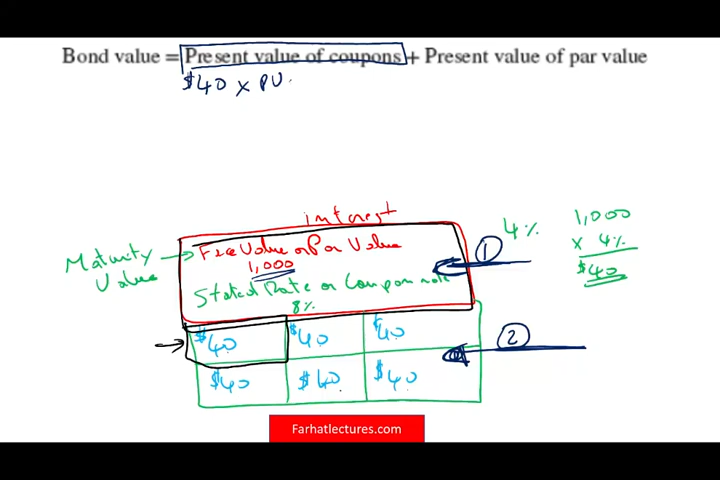 Bond value = Present value of coupons + Present value of par value
$40 x PV.
interest
Maturity Value
Face Value or Par Value
1,000
Stated Rate or Coupon rate
8%
1
4%
1,000
x 4%
$40
$40 $40 $40
2
$40 $40 $40
Farhatlectures.com